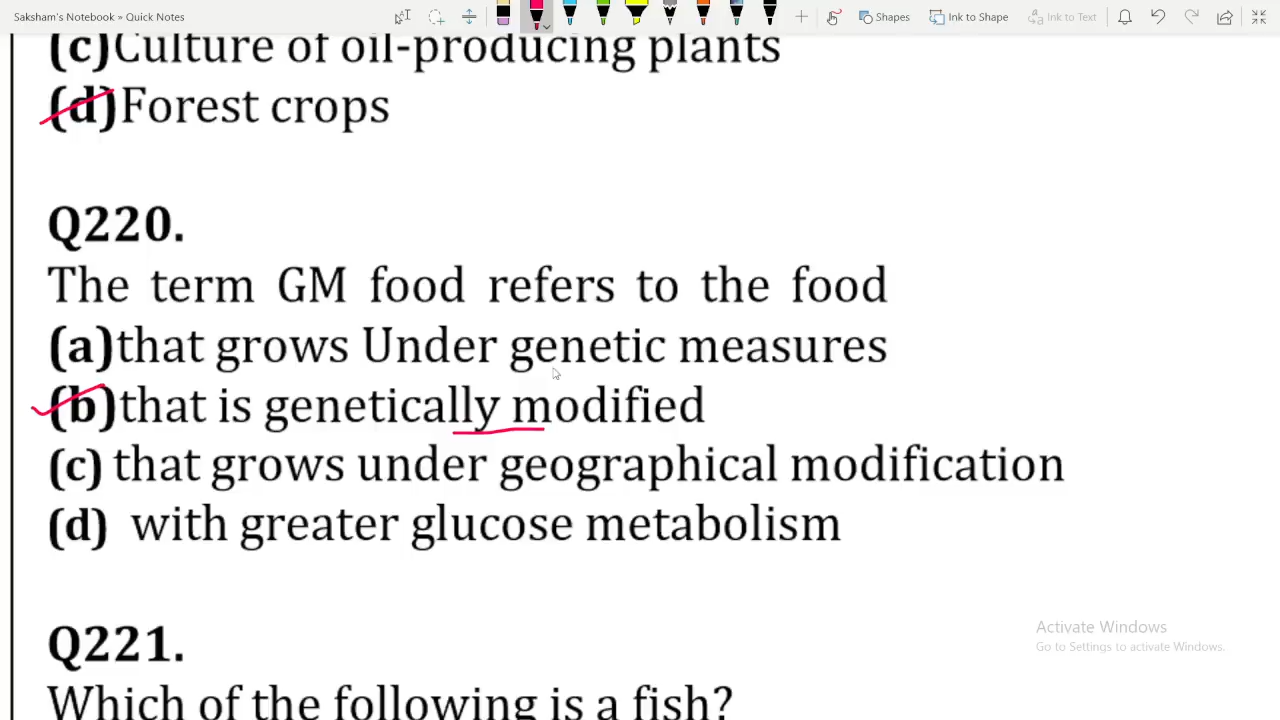 Saksham's Notebook » Quick Notes
Shapes
Ink to Shape
Ink to Text
(c)Culture of oil-producing plants
(d)Forest crops
Q220.
The term GM food refers to the food
(a)that grows Under genetic measures
(b)that is genetically modified
(c) that grows under geographical modification
(d) with greater glucose metabolism
Activate Windows
Go to Settings to activate Windows.
Q221.
Which of the following is a fish?